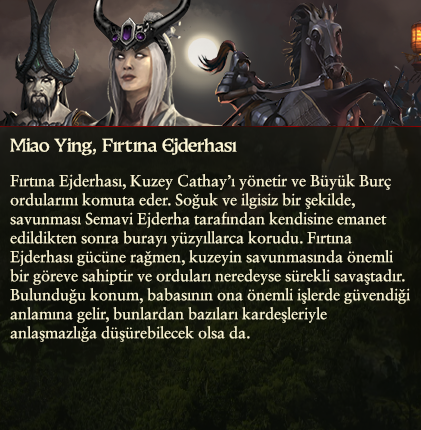 Miao Ying, Fırtına Ejderhası
Fırtına Ejderhası, Kuzey Cathay'ı yönetir ve Büyük Burç
ordularını komuta eder. Soğuk ve ilgisiz bir şekilde,
savunması Semavi Ejderha tarafından kendisine emanet
edildikten sonra burayı yüzyıllarca korudu. Fırtına
Ejderhası gücüne rağmen, kuzeyin savunmasında önemli
bir göreve sahiptir ve orduları neredeyse sürekli savaştadır.
Bulunduğu konum, babasının ona önemli işlerde güvendiği
anlamına gelir, bunlardan bazıları kardeşleriyle
anlaşmazlığa düşürebilecek olsa da.